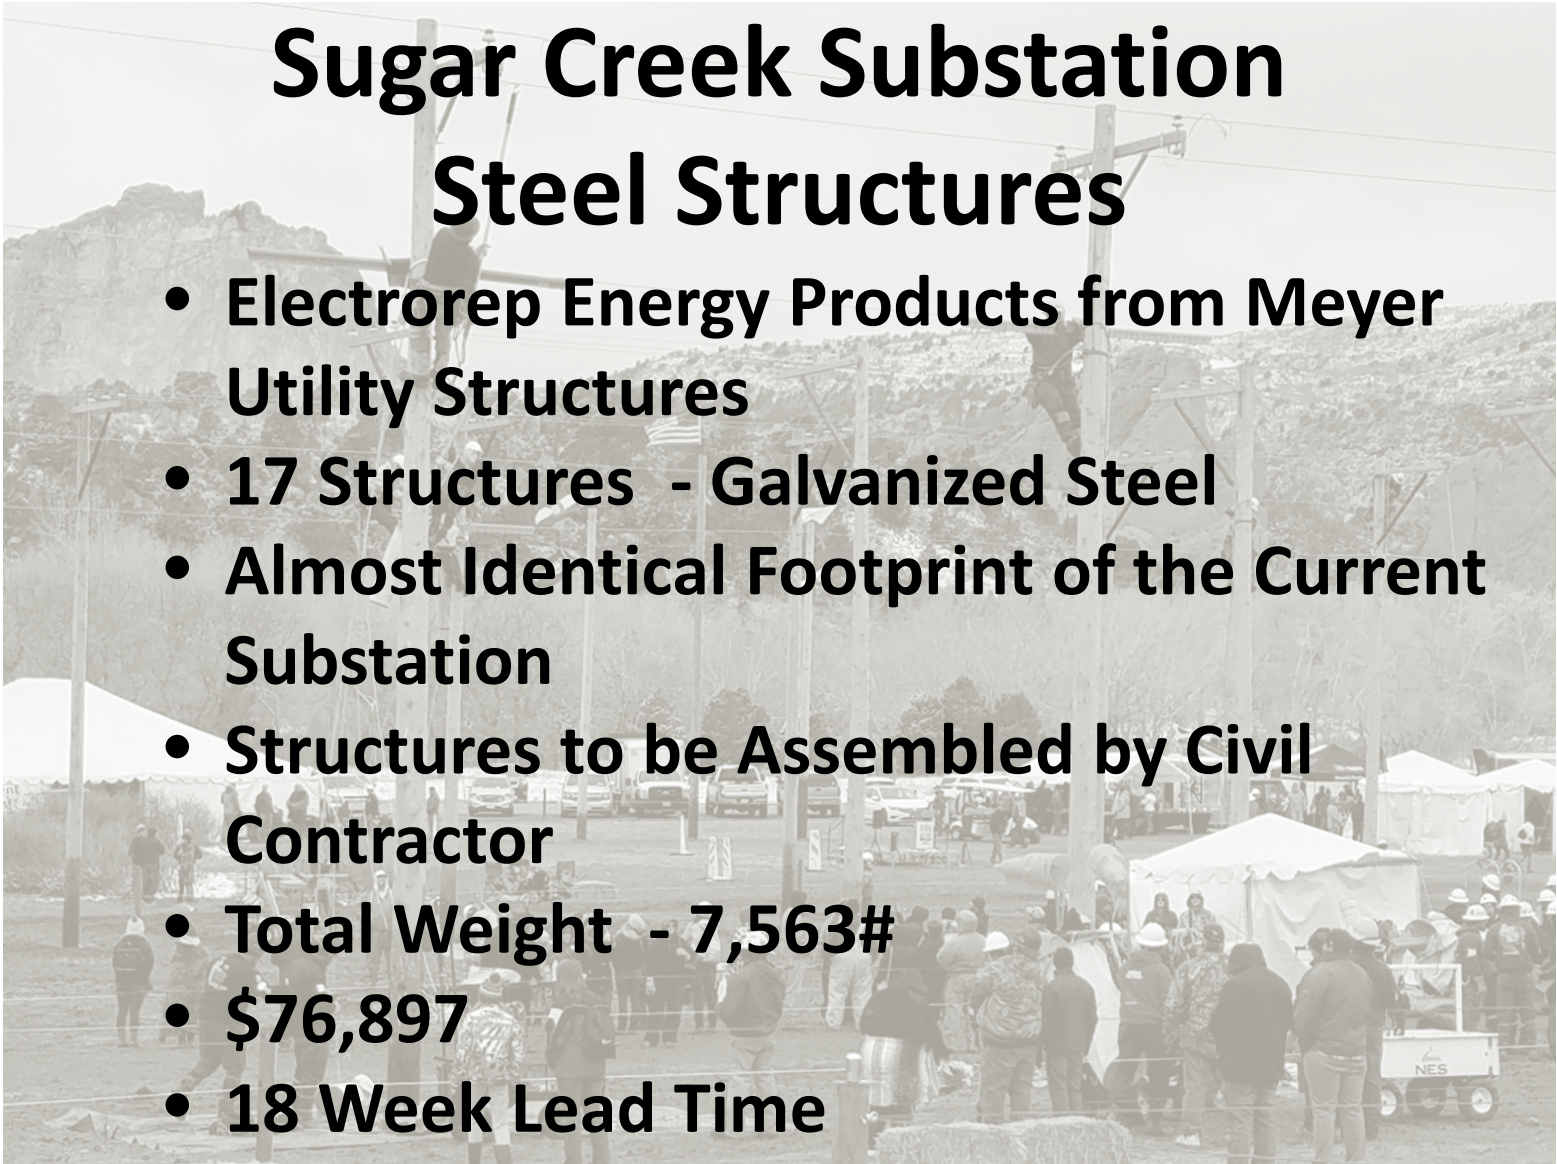 Sugar Creek Substation
Steel Structures
• Electrorep Energy Products from Meyer
Utility Structures
• 17 Structures  - Galvanized Steel
• Almost Identical Footprint of the Current
Substation
• Structures to be Assembled by Civil
Contractor
• Total Weight  - 7,563#
• $76,897
• 18 Week Lead Time
NES